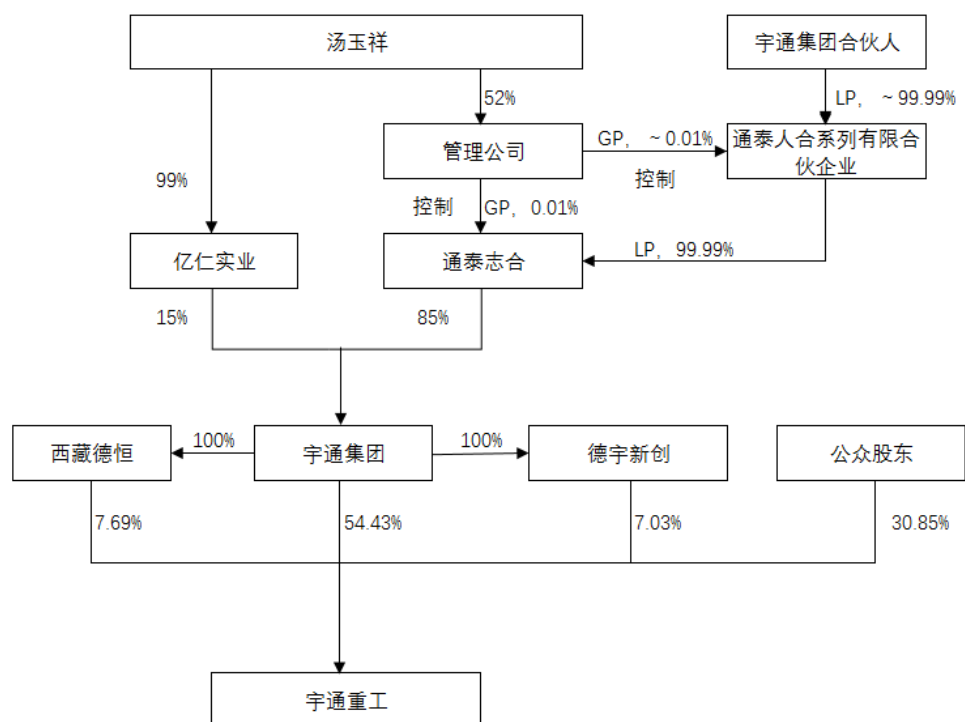 汤玉祥
宇通集团合伙人
52%
LP，~99.99%
管理公司
GP，~0.01%
通泰人合系列有限合
伙企业
99%
控制
控制
GP，0.01%
亿仁实业
通泰志合
LP，99.99%
15%
85%
西藏德恒
100%
宇通集团
100%
德宇新创
公众股东
7.69%
54.43%
7.03%
30.85%
宇通重工